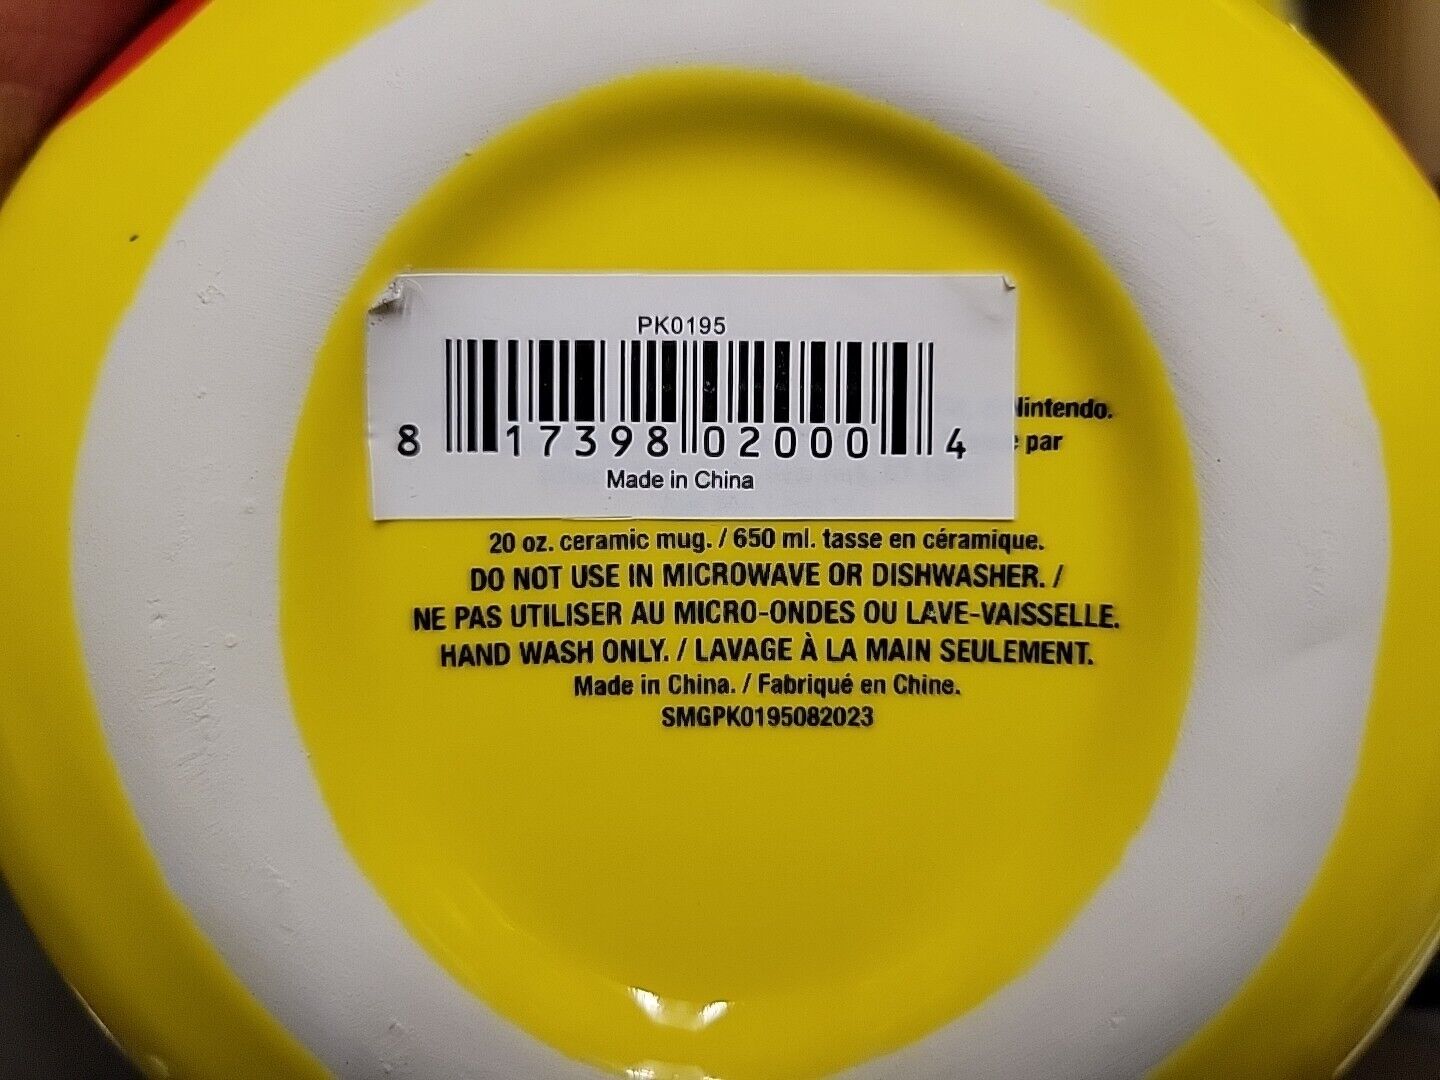 PK0195
8 17398 02000 4
Nintendo.
par
Made in China
20 oz. ceramic mug. / 650 ml. tasse en céramique.
DO NOT USE IN MICROWAVE OR DISHWASHER. /
NE PAS UTILISER AU MICRO-ONDES OU LAVE-VAISSELLE.
HAND WASH ONLY. / LAVAGE À LA MAIN SEULEMENT.
Made in China. / Fabriqué en Chine.
SMGPK0195082023